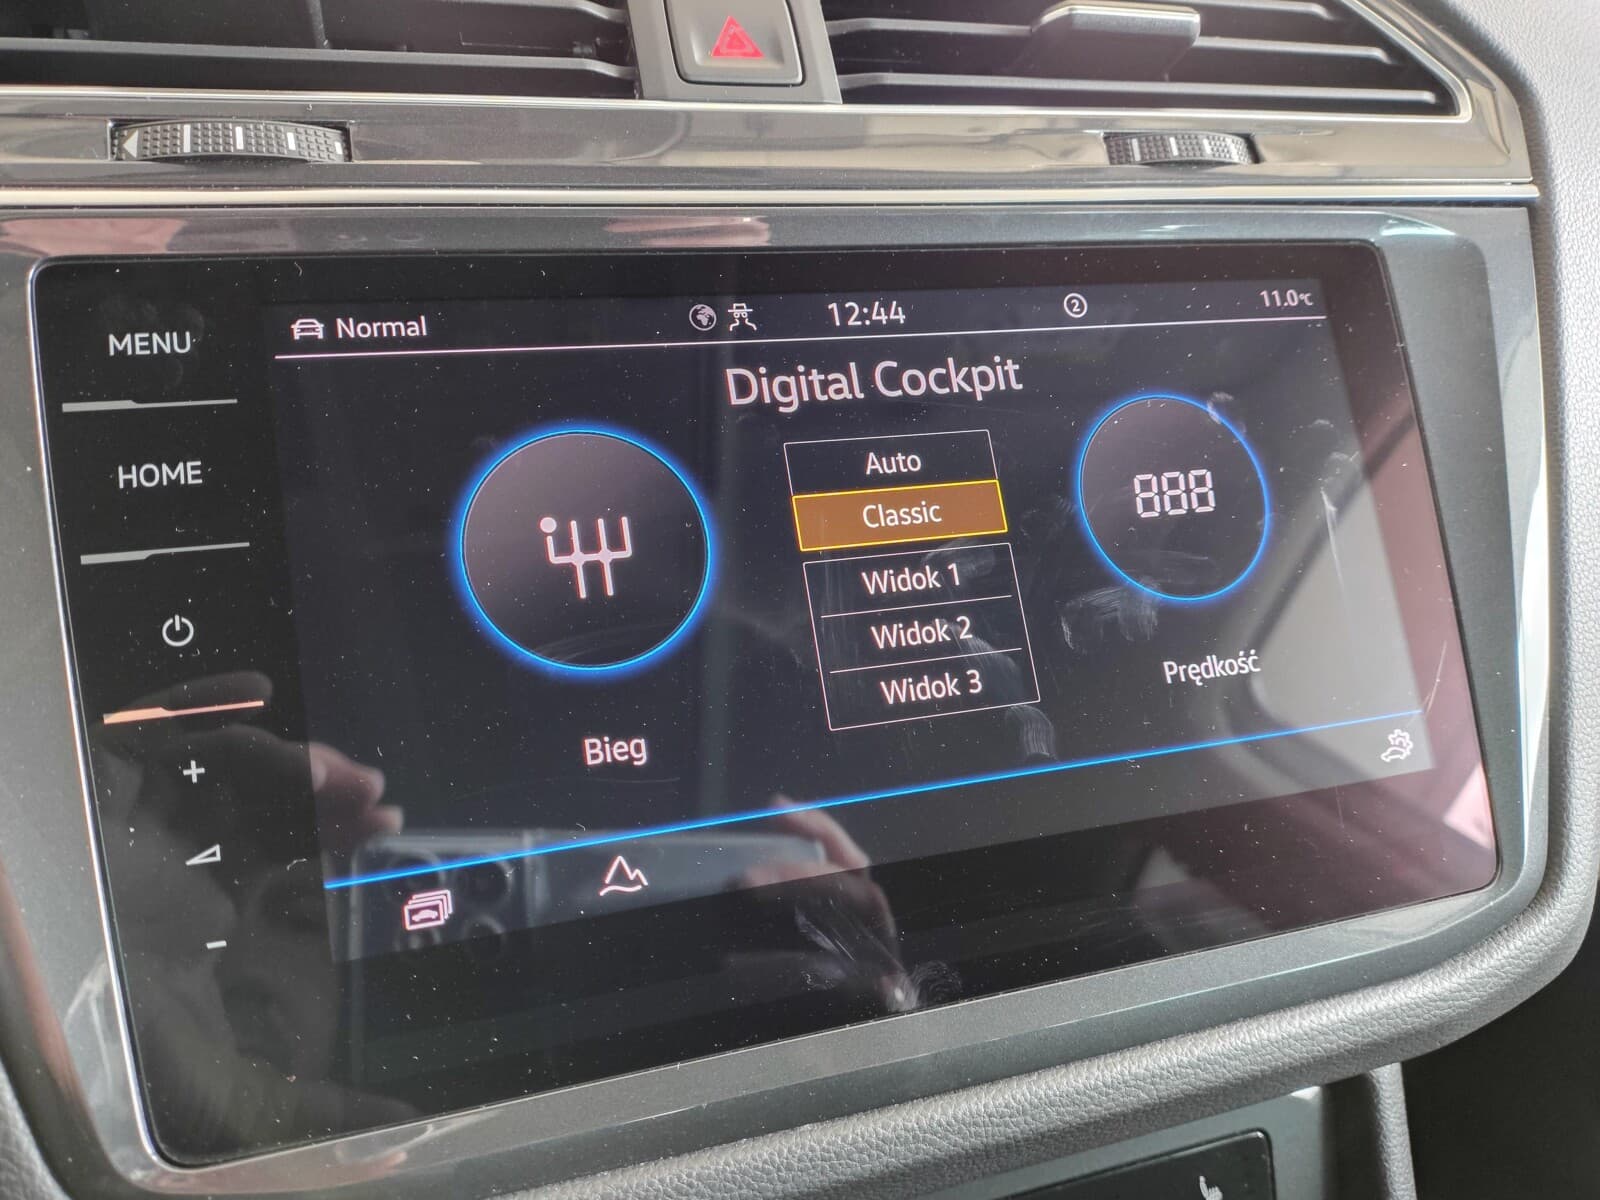 MENU
HOME
+
-
Normal
12:44
2
11.0°C
Digital Cockpit
Auto
Classic
Widok 1
Widok 2
Widok 3
888
Bieg
Prędkość